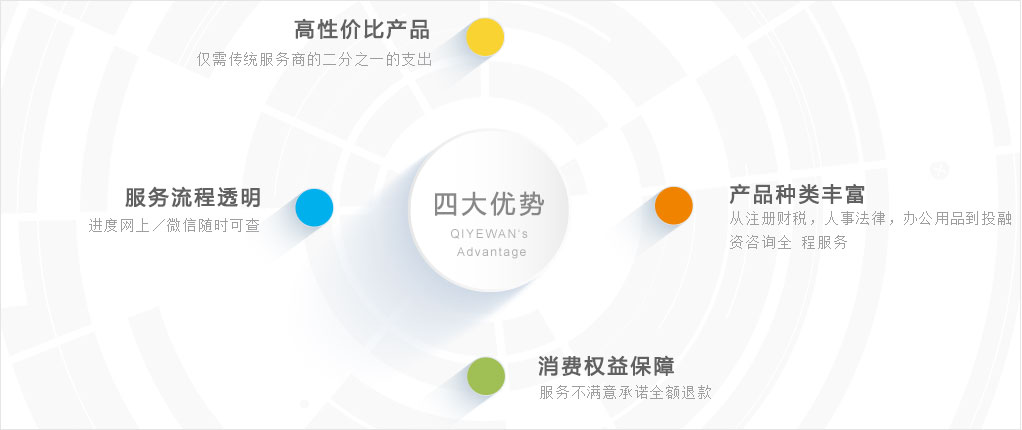 高性价比产品
仅需传统服务商的二分之一的支出
服务流程透明
进度网上／微信随时可查
四大优势
QIYEWAN's
Advantage
产品种类丰富
从注册财税，人事法律，办公用品到投融
资咨询全 程服务
消费权益保障
服务不满意承诺全额退款